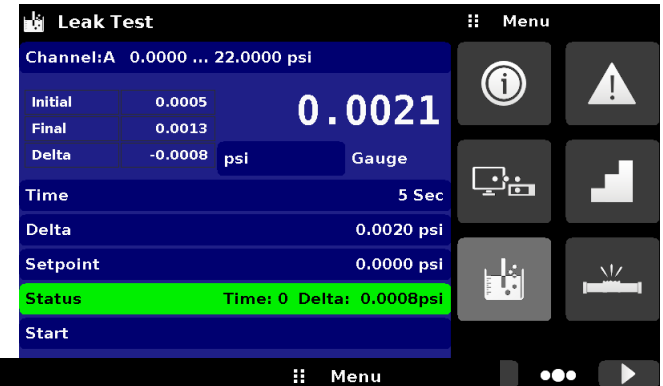 Leak Test
Menu
Channel:A 0.0000 ... 22.0000 psi
Initial 0.0005
0.0021
Final 0.0013
Delta -0.0008
psi
Gauge
Time 5 Sec
Delta 0.0020 psi
Setpoint 0.0000 psi
Status Time: 0 Delta: 0.0008psi
Start
Menu